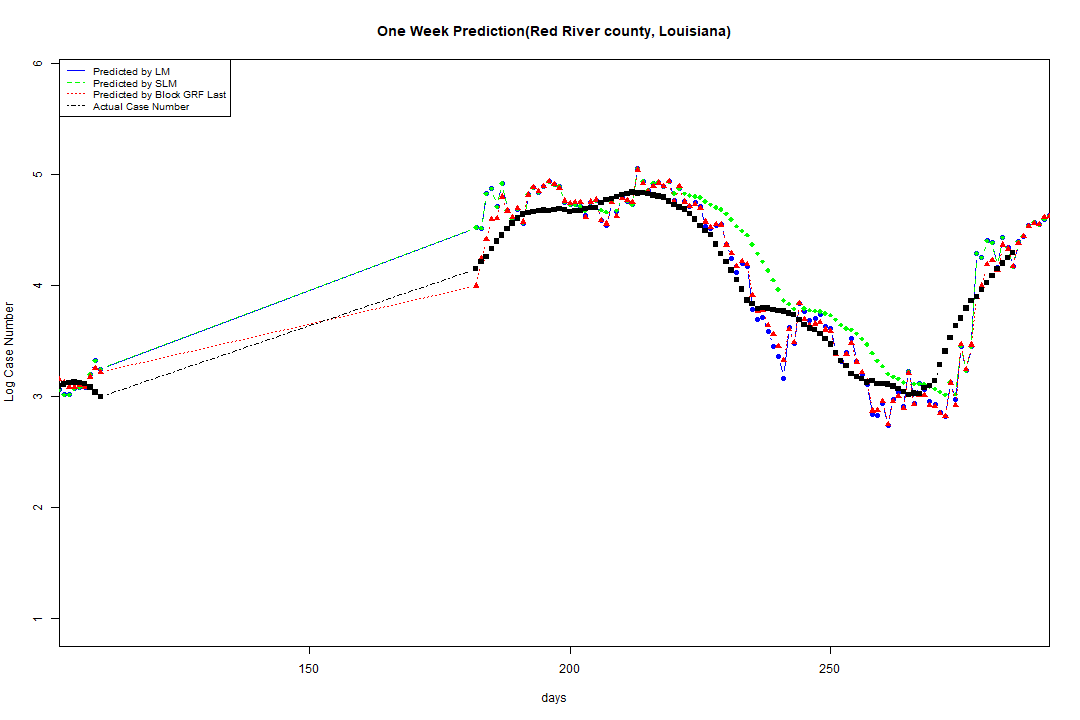 One Week Prediction(Red River county, Louisiana)
Predicted by LM
Predicted by SLM
Predicted by Block GRF Last
Actual Case Number
6
5
4
3
2
1
Log Case Number
150 200 250
days